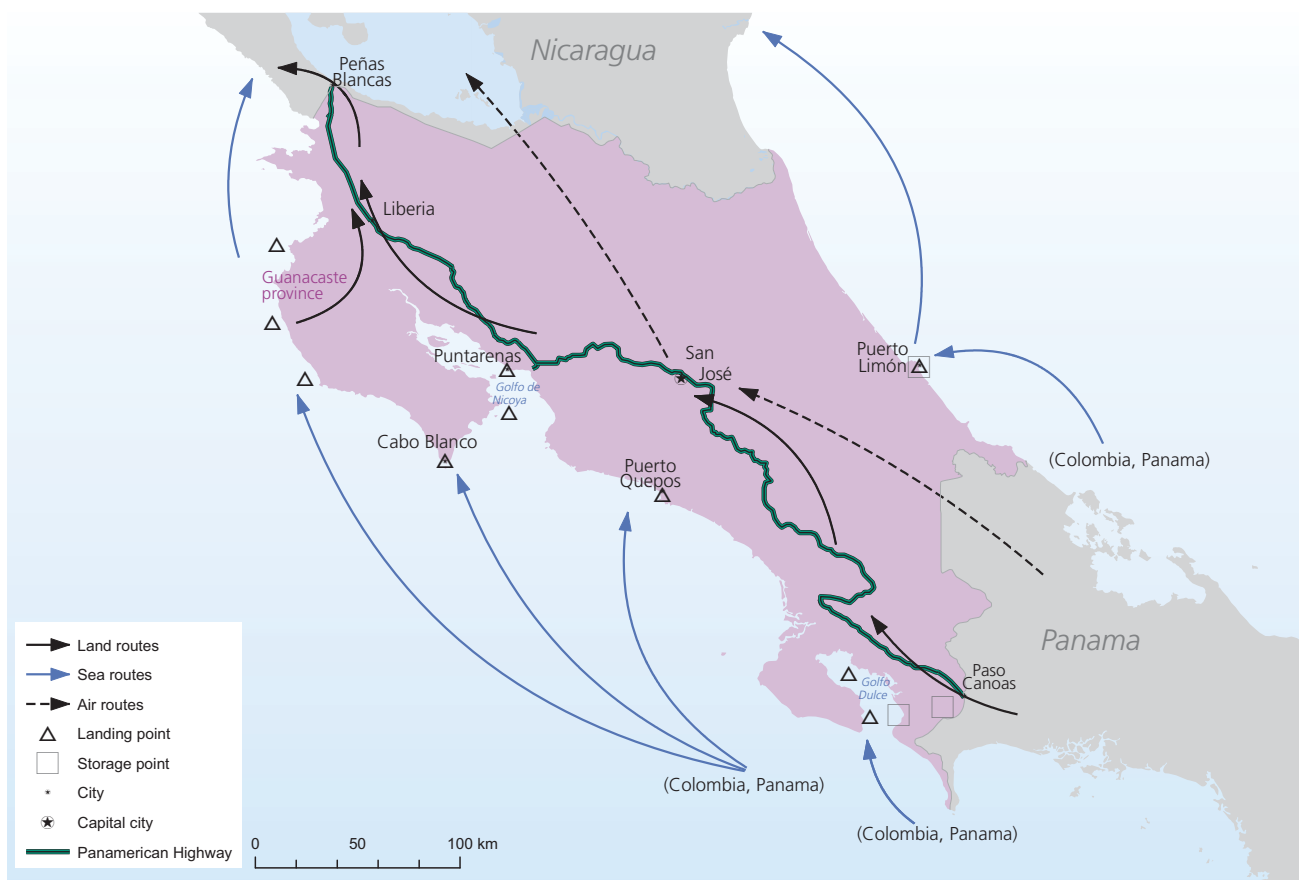 Nicaragua
Peñas
Blancas
Liberia
Guanacaste
province
Puntarenas
Golfo de
Nicoya
San
José
Puerto
Limón
(Colombia, Panama)
Cabo Blanco
Puerto
Quepos
Panama
Paso
Canoas
Golfo
Dulce
(Colombia, Panama)
(Colombia, Panama)
Land routes
Sea routes
Air routes
Landing point
Storage point
City
Capital city
Panamerican Highway
0 50 100 km